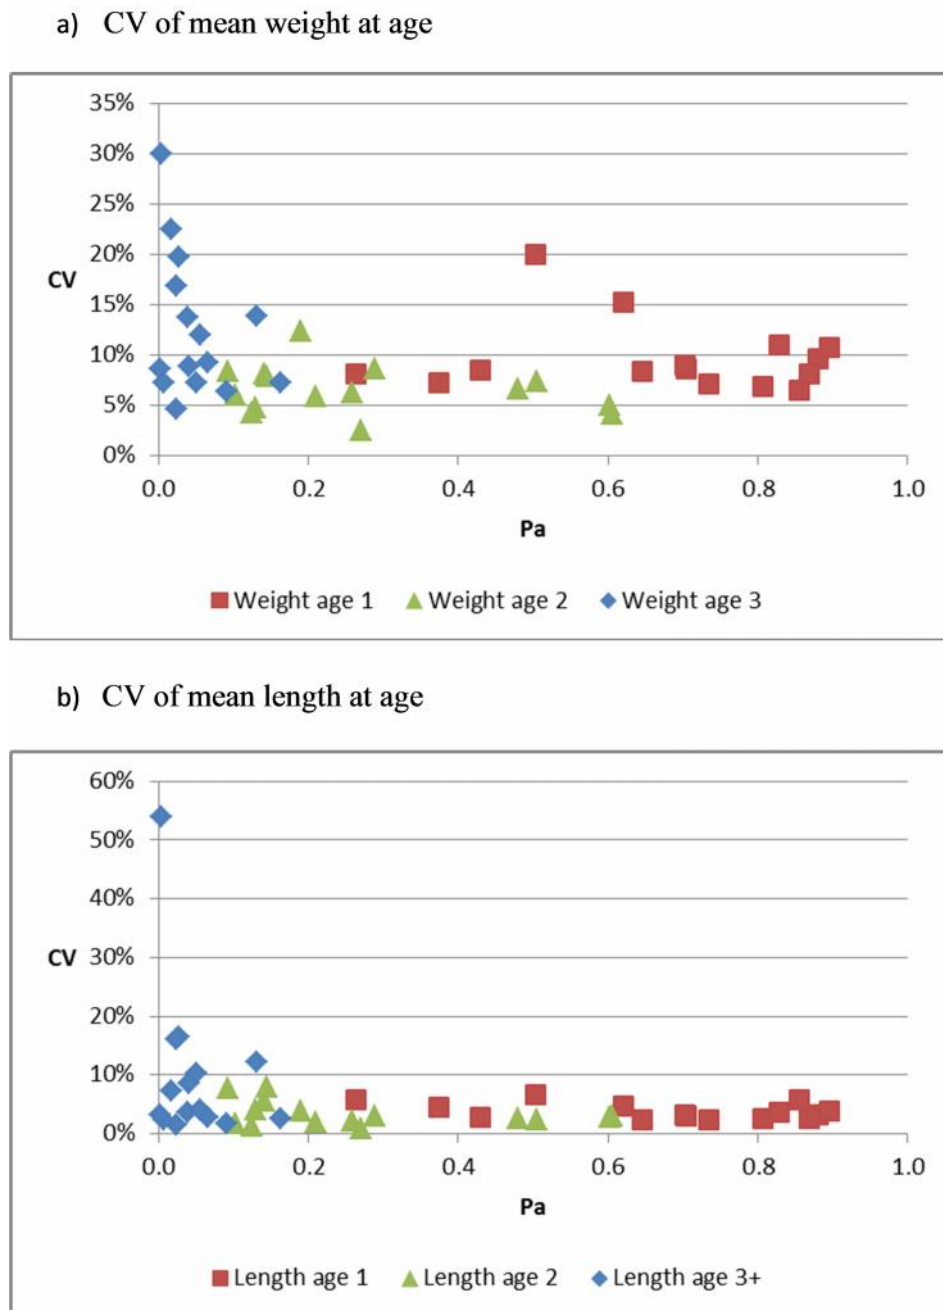 a) CV of mean weight at age
35%
30%
25%
20%
CV
15%
10%
5%
0%
0.0 0.2 0.4 0.6 0.8 1.0
Pa
Weight age 1 Weight age 2 Weight age 3
b) CV of mean length at age
60%
50%
40%
CV 30%
20%
10%
0%
0.0 0.2 0.4 0.6 0.8 1.0
Pa
Length age 1 Length age 2 Length age 3+